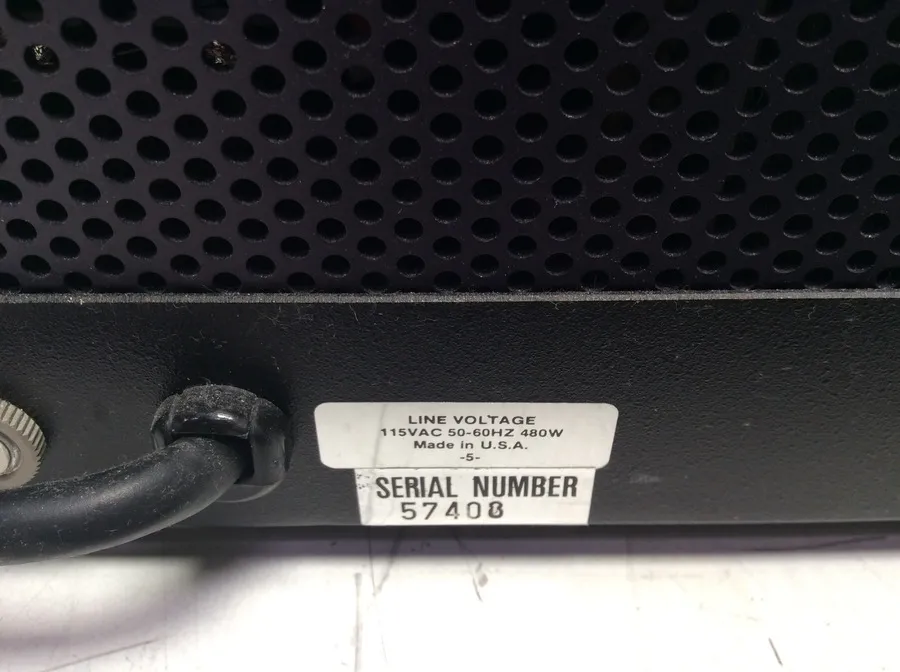 LINE VOLTAGE
115VAC 50-60HZ 480W
Made in U.S.A.
-5-
SERIAL NUMBER
57408